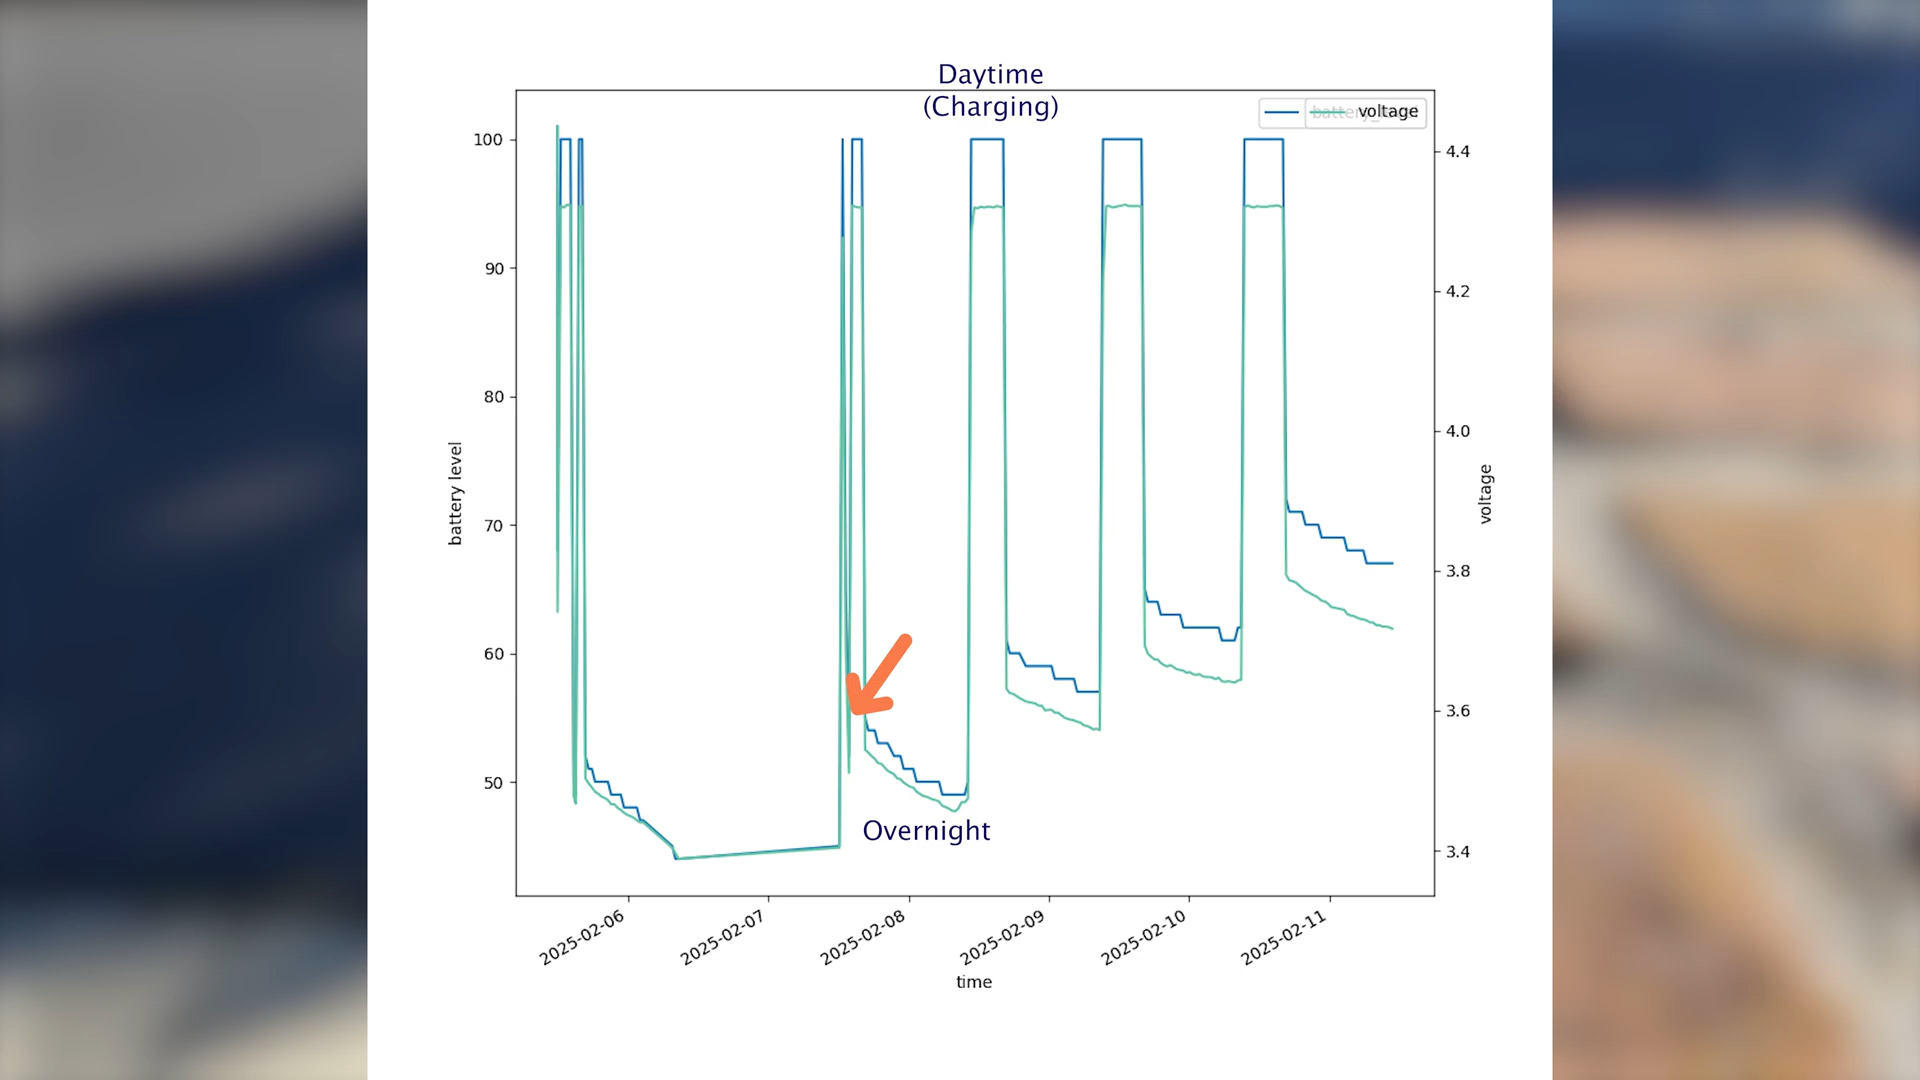 Daytime
(Charging)
battery_level
voltage
100
90
80
70
60
50
4.4
4.2
4.0
3.8
3.6
3.4
battery level
voltage
Overnight
2025-02-06
2025-02-07
2025-02-08
2025-02-09
2025-02-10
2025-02-11
time